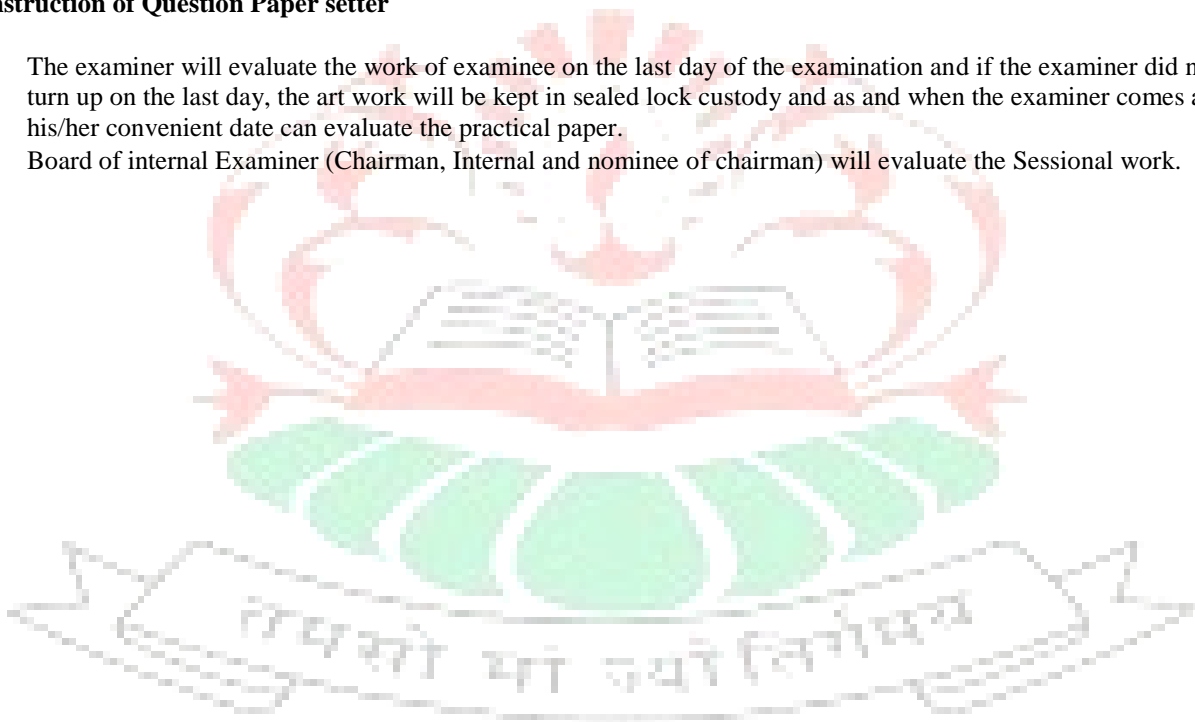 nstruction of Question Paper setter
The examiner will evaluate the work of examinee on the last day of the examination and if the examiner did n
turn up on the last day, the art work will be kept in sealed lock custody and as and when the examiner comes a
his/her convenient date can evaluate the practical paper.
Board of internal Examiner (Chairman, Internal and nominee of chairman) will evaluate the Sessional work.
तमसो मा ज्योतिर्गमय